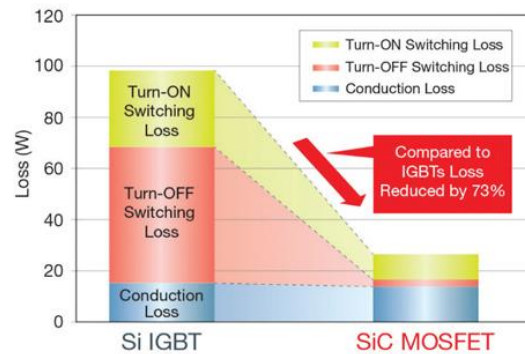 120
100
80
60
40
20
0
Loss (W)
Turn-ON Switching Loss
Turn-OFF Switching Loss
Conduction Loss
Turn-ON
Switching
Loss
Turn-OFF
Switching
Loss
Conduction
Loss
Compared to
IGBTs Loss
Reduced by 73%
Si IGBT
SiC MOSFET